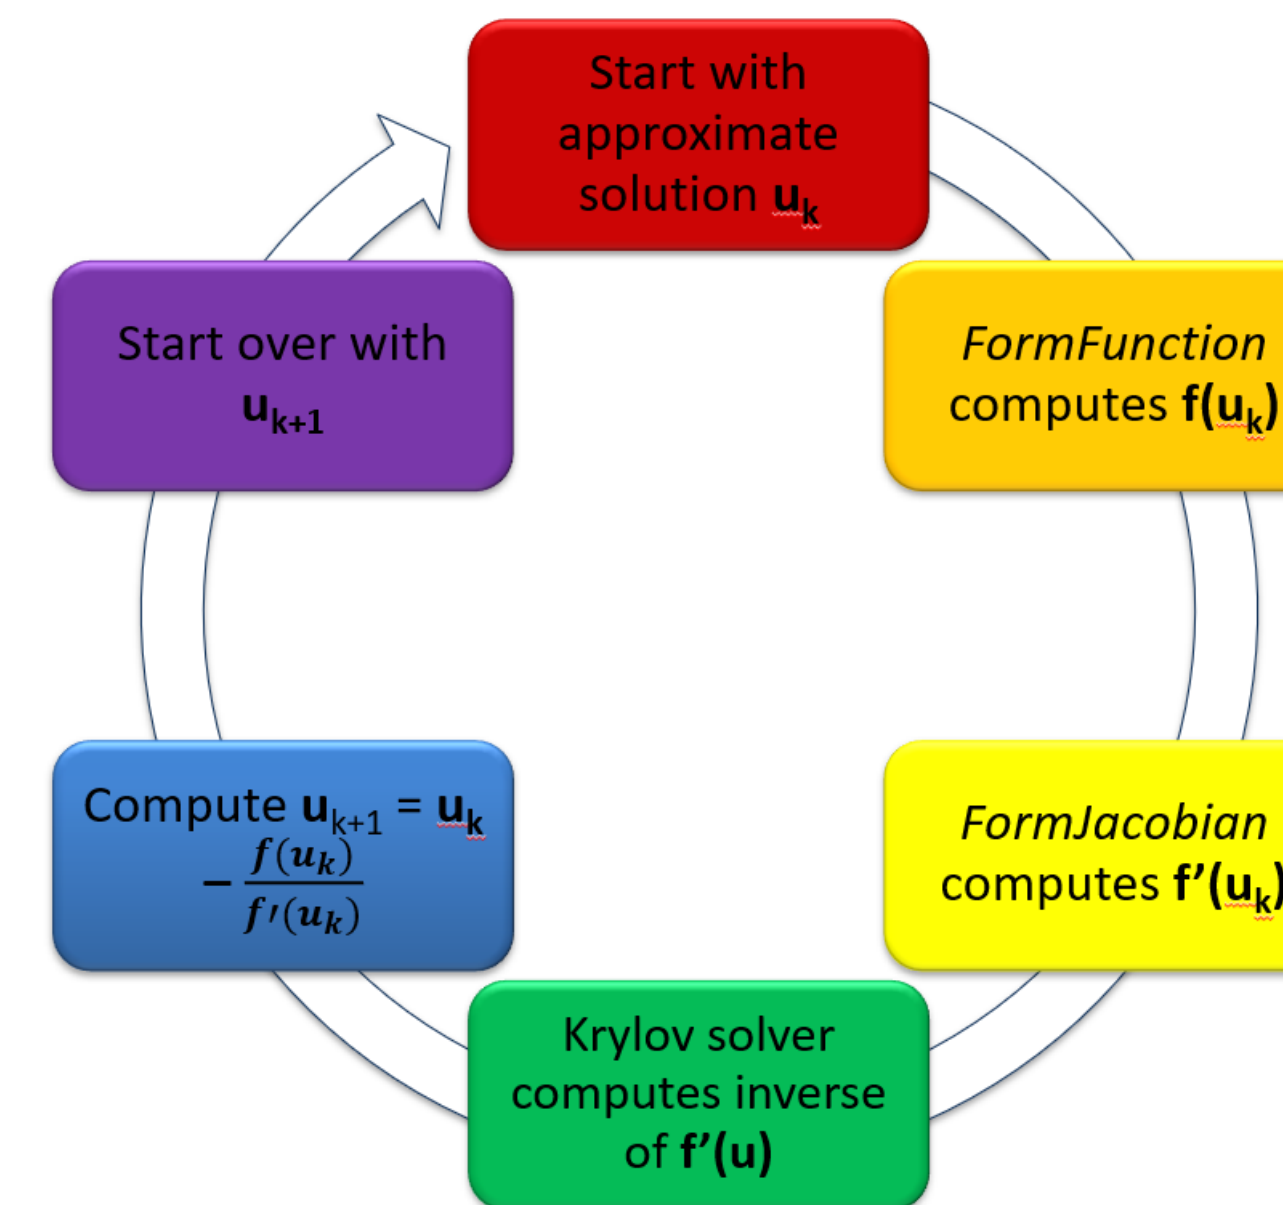 Start with
approximate
solution uk
FormFunction
computes f(uk)
FormJacobian
computes f’(uk)
Krylov solver
computes inverse
of f’(u)
Compute uk+1 = uk
− f(uk)
f′(uk)
Start over with
uk+1